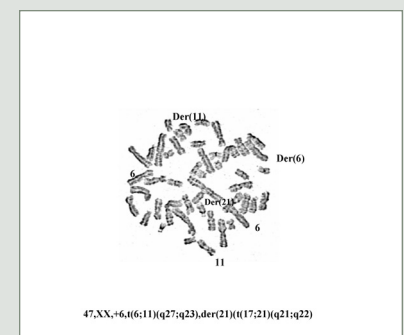 Der(11)
Der(6)
6
Der(21)
6
11
47,XX,+6,t(6;11)(q27;q23),der(21)(t(17;21)(q21;q22)